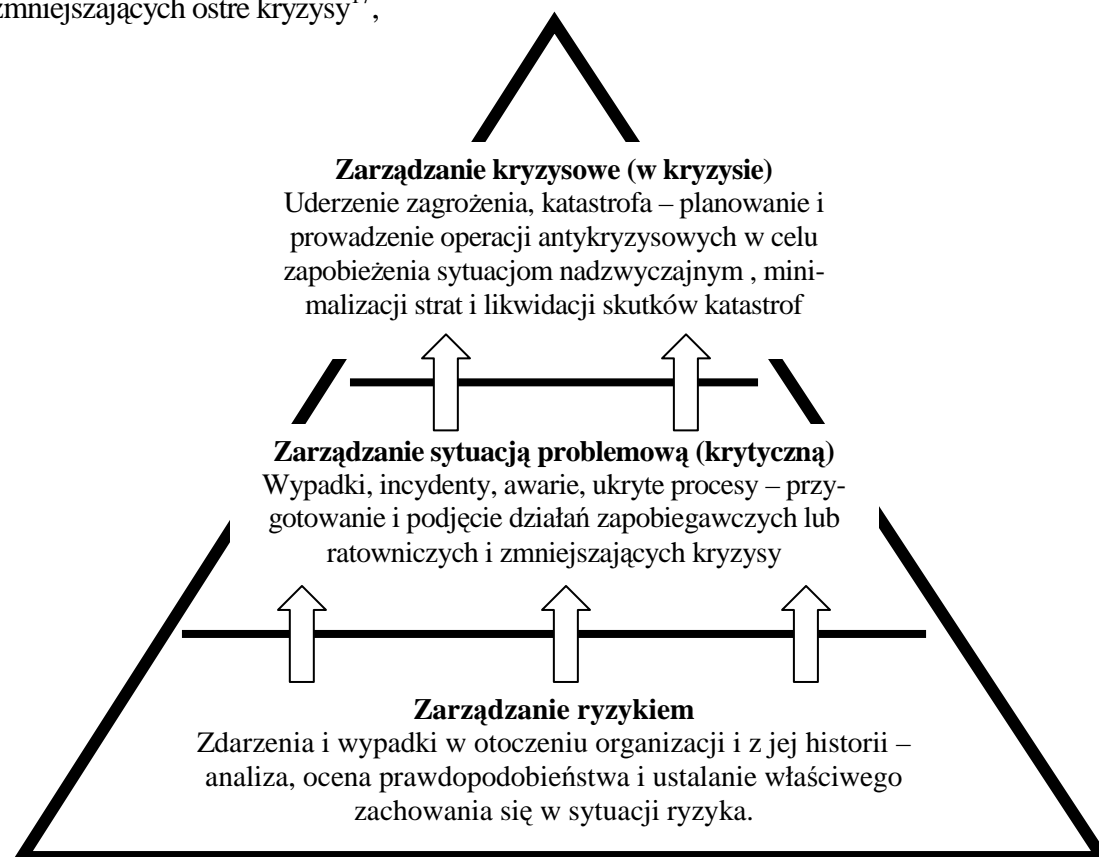 zmniejszających ostre kryzysy17,
Zarządzanie kryzysowe (w kryzysie)
Uderzenie zagrożenia, katastrofa – planowanie i
prowadzenie operacji antykryzysowych w celu
zapobieżenia sytuacjom nadzwyczajnym , mini-
malizacji strat i likwidacji skutków katastrof
Zarządzanie sytuacją problemową (krytyczną)
Wypadki, incydenty, awarie, ukryte procesy – przy-
gotowanie i podjęcie działań zapobiegawczych lub
ratowniczych i zmniejszających kryzysy
Zarządzanie ryzykiem
Zdarzenia i wypadki w otoczeniu organizacji i z jej historii –
analiza, ocena prawdopodobieństwa i ustalanie właściwego
zachowania się w sytuacji ryzyka.